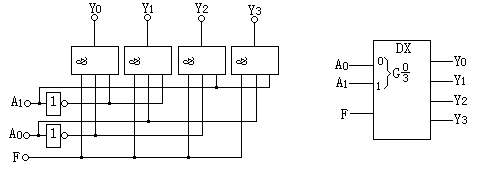 Y0 Y1 Y2 Y3
& & & &
A1 1
A0 1
F
DX
A0 0 G 0/3 Y0
A1 1 Y1
Y2
F Y3